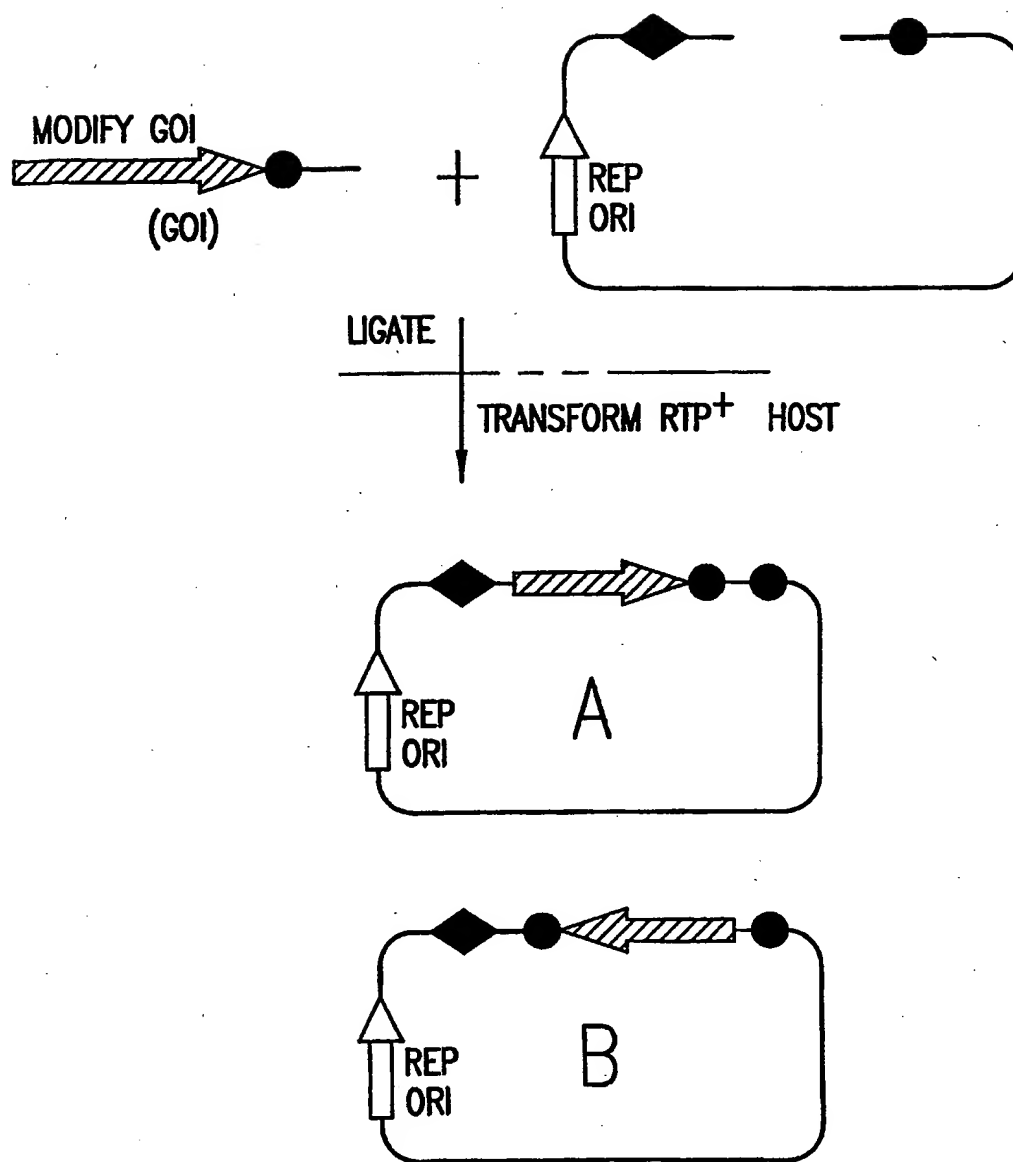 MODIFY GOI
(GOI)
+
REP
ORI
LIGATE
TRANSFORM RTP+ HOST
REP
ORI
A
REP
ORI
B